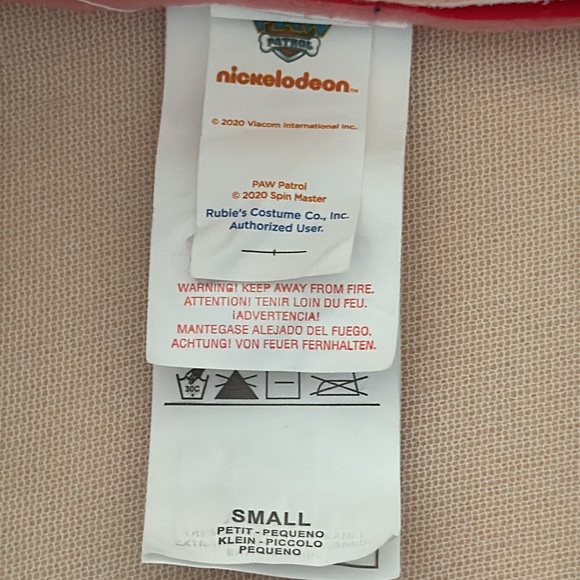 PATROL
nickelodeon™
© 2020 Viacom International Inc.
PAW Patrol
© 2020 Spin Master
Rubie's Costume Co., Inc.
Authorized User.
WARNING! KEEP AWAY FROM FIRE.
ATTENTION! TENIR LOIN DU FEU.
¡ADVERTENCIA!
MANTEGASE ALEJADO DEL FUEGO.
ACHTUNG! VON FEUER FERNHALTEN.
30C
SMALL
PETIT - PEQUENO
KLEIN - PICCOLO
PEQUENO